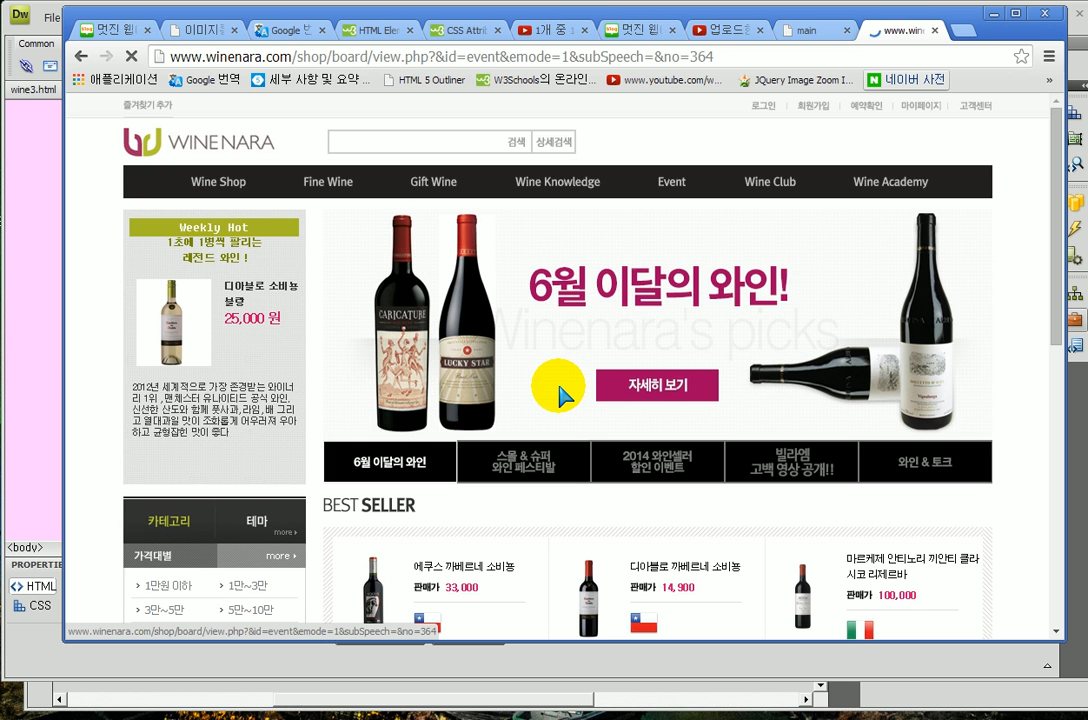 Dw File
Common
wine3.html
멋진 웹
이미지
Google 번
HTML Ele
CSS Attrib
1개 중 1
멋진 웹
업로드한
main
www.wine
www.winenara.com/shop/board/view.php?&id=event&emode=1&subSpeech=&no=364
애플리케이션
Google 번역
세부 사항 및 요약 ...
HTML 5 Outliner
W3Schools의 온라인...
www.youtube.com/w...
JQuery Image Zoom I...
네이버 사전
»
즐겨찾기 추가
로그인 | 회원가입 | 예약확인 | 마이페이지 | 고객센터
WINE NARA
검색
상세검색
Wine Shop
Fine Wine
Gift Wine
Wine Knowledge
Event
Wine Club
Wine Academy
Weekly Hot
1초에 1병씩 팔리는
레전드 와인 !
디아블로 소비뇽
블랑
25,000 원
2012년 세계적으로 가장 존경받는 와이너
리 1위 , 맨체스터 유나이티드 공식 와인,
신선한 산도와 함께 풋사과, 라임, 배 그리
고 열대과일 맛이 조화롭게 어우러져 우아
하고 균형잡힌 맛이 좋다
CARICATURE
LUCKY STAR
6월 이달의 와인!
Winenara's picks
자세히 보기
6월 이달의 와인
스몰 & 슈퍼
와인 페스티발
2014 와인셀러
할인 이벤트
빌라엠
고백 영상 공개!!
와인 & 토크
BEST SELLER
카테고리
테마
more
가격대별
more
1만원 이하
1만~3만
3만~5만
5만~10만
에쿠스 까베르네 소비뇽
판매가 33,000
디아블로 까베르네 소비뇽
판매가 14,900
마르케제 안티노리 끼안티 클라
시코 리제르바
판매가 100,000
www.winenara.com/shop/board/view.php?&id=event&emode=1&subSpeech=&no=364
<body>
PROPERTIE
<> HTML
CSS